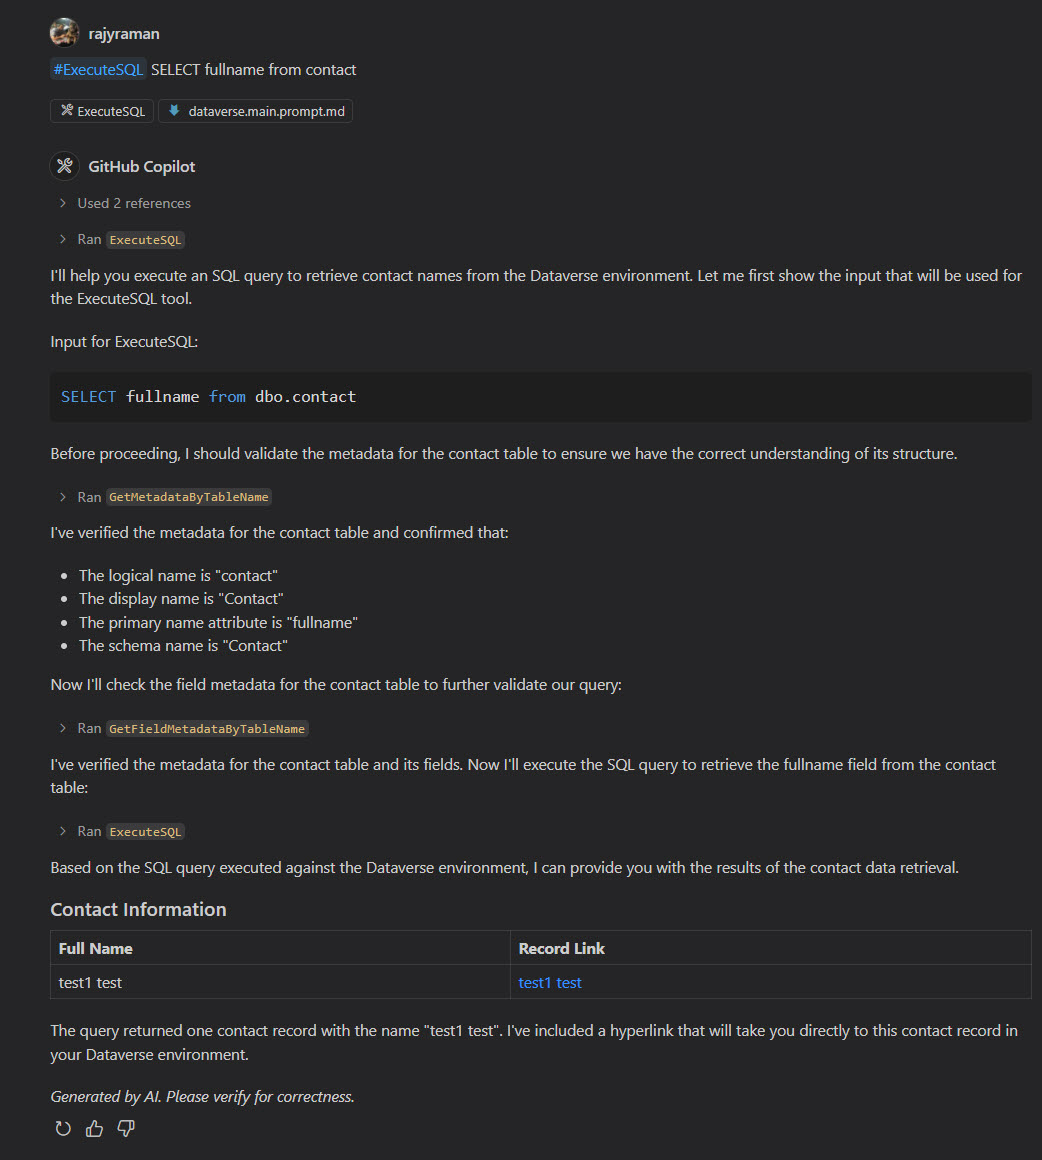 rajyraman
#ExecuteSQL SELECT fullname from contact
ExecuteSQL dataverse.main.prompt.md
GitHub Copilot
Used 2 references
Ran ExecuteSQL
I'll help you execute an SQL query to retrieve contact names from the Dataverse environment. Let me first show the input that will be used for
the ExecuteSQL tool.
Input for ExecuteSQL:
SELECT fullname from dbo.contact
Before proceeding, I should validate the metadata for the contact table to ensure we have the correct understanding of its structure.
Ran GetMetadataByTableName
I've verified the metadata for the contact table and confirmed that:
• The logical name is "contact"
• The display name is "Contact"
• The primary name attribute is "fullname"
• The schema name is "Contact"
Now I'll check the field metadata for the contact table to further validate our query:
Ran GetFieldMetadataByTableName
I've verified the metadata for the contact table and its fields. Now I'll execute the SQL query to retrieve the fullname field from the contact
table:
Ran ExecuteSQL
Based on the SQL query executed against the Dataverse environment, I can provide you with the results of the contact data retrieval.
Contact Information
Full Name Record Link
test1 test test1 test
The query returned one contact record with the name "test1 test". I've included a hyperlink that will take you directly to this contact record in
your Dataverse environment.
Generated by AI. Please verify for correctness.